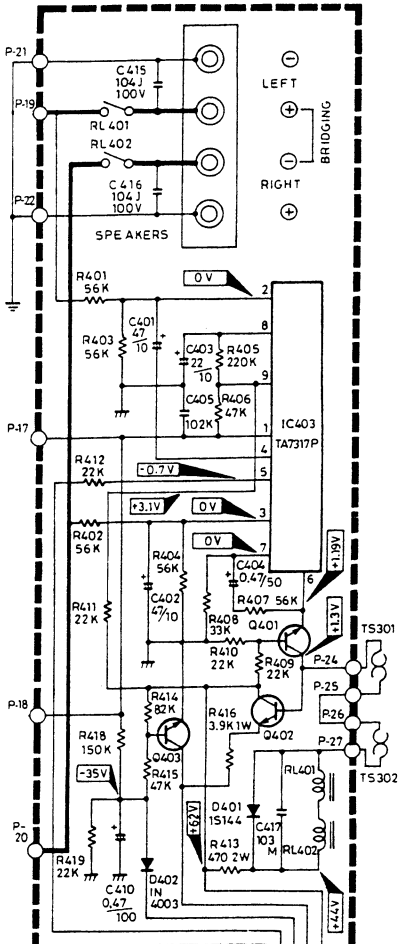 P-21
C415
104J
100V
LEFT
P-19
RL401
RL402
BRIDGING
RIGHT
C416
104J
100V
P-22
SPEAKERS
0V
R401
56K
2
R403
56K
C401
47/10
8
C403
22/10
R405
220K
9
C405
102K
R406
47K
IC403
TA7317P
P-17
1
4
R412
22K
-0.7V
5
+3.1V
0V
3
R402
56K
R404
56K
0V
7
+1.19V
C404
0.47/50
6
R407 56K
C402
47/10
R411
22K
R408
33K
Q401
+1.3V
TS301
R410
22K
R409
22K
P-24
P-25
P-18
R414
82K
R416
3.9K1W
Q402
P-26
R418
150K
Q403
P-27
TS302
-35V
R415
47K
RL401
+62V
D401
1S144
C417
103
M
P-20
R419
22K
R413
470 2W
RL402
C410
0.47/100
D402
IN
4003
+44V